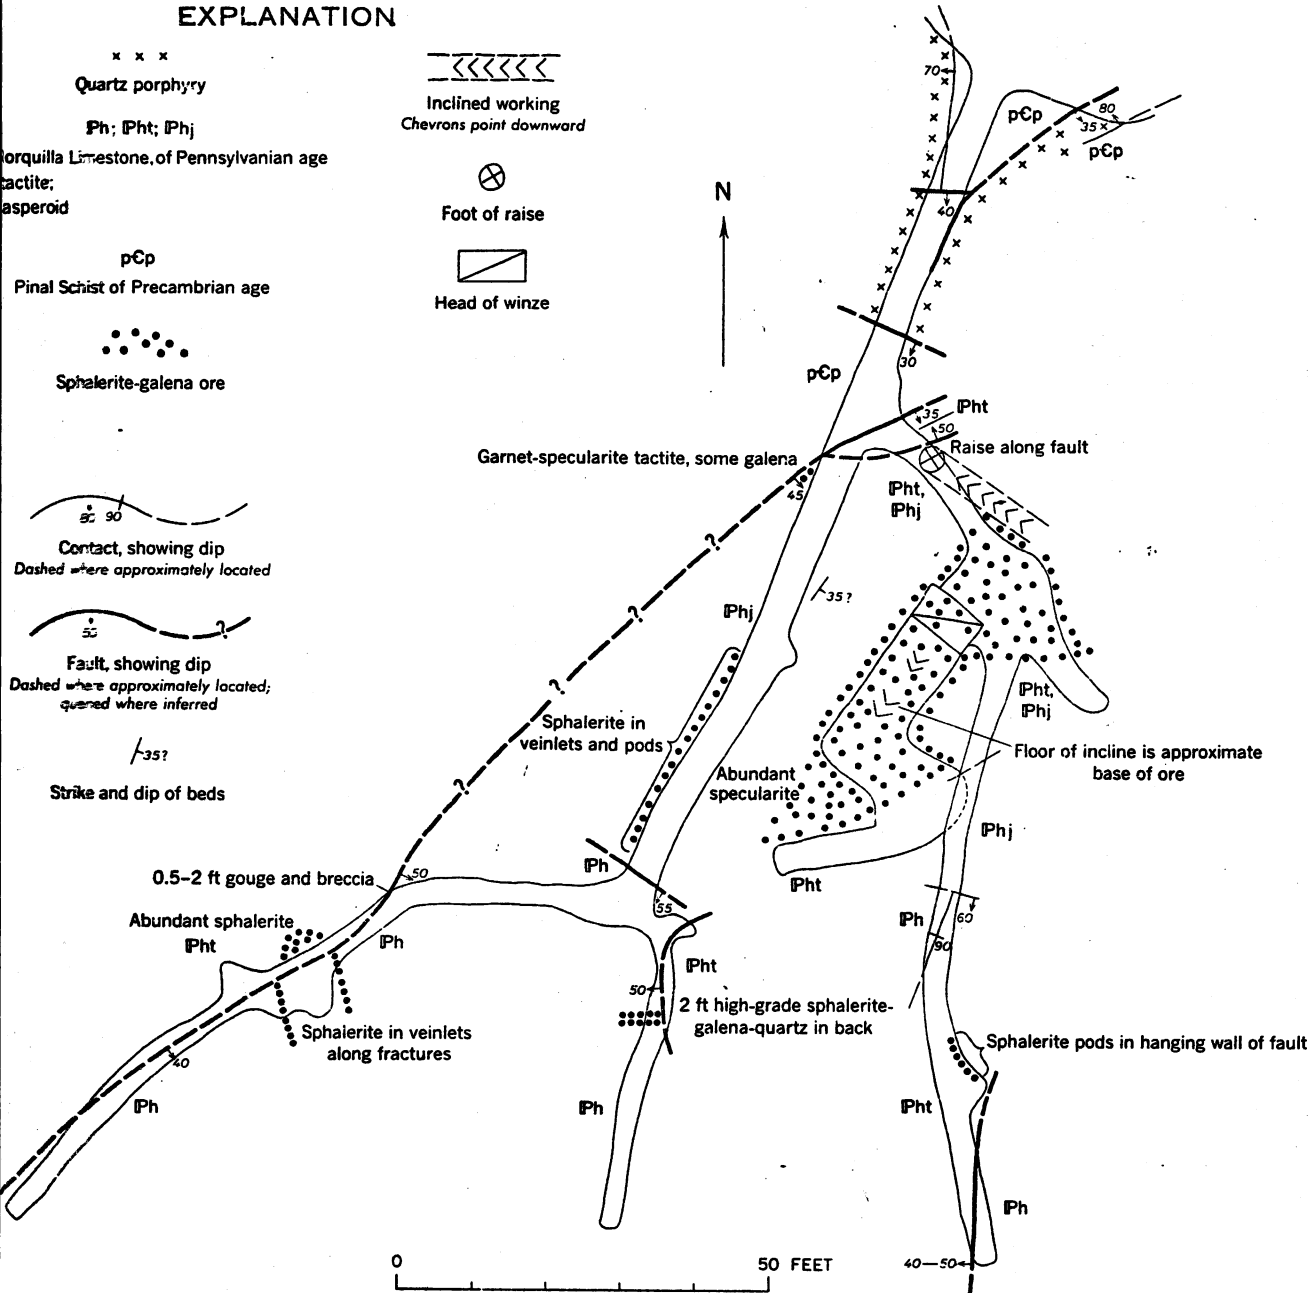 EXPLANATION
x x x
Quartz porphyry
ℙh; ℙht; ℙhj
orquilla Limestone, of Pennsylvanian age
tactite;
asperoid
p€p
Pinal Schist of Precambrian age
Sphalerite-galena ore
90
Contact, showing dip
Dashed where approximately located
?
Fault, showing dip
Dashed where approximately located;
queried where inferred
35?
Strike and dip of beds
Inclined working
Chevrons point downward
Foot of raise
Head of winze
N
70
p€p
80
35
p€p
40
30
p€p
35
ℙht
50
Raise along fault
Garnet-specularite tactite, some galena
45
ℙht,
ℙhj
?
35?
ℙhj
?
?
Sphalerite in
veinlets and pods
ℙht,
ℙhj
Floor of incline is approximate
base of ore
Abundant
specularite
?
ℙhj
ℙh
ℙht
0.5–2 ft gouge and breccia
50
55
60
Abundant sphalerite
ℙht
ℙh
ℙh
90
ℙht
50
2 ft high-grade sphalerite-
galena-quartz in back
Sphalerite in veinlets
along fractures
Sphalerite pods in hanging wall of fault
40
ℙh
ℙh
ℙht
ℙh
40—50
0
50 FEET